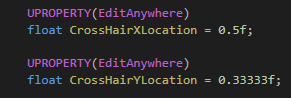 UPROPERTY(EditAnywhere)
float CrossHairXLocation = 0.5f;
UPROPERTY(EditAnywhere)
float CrossHairYLocation = 0.33333f;